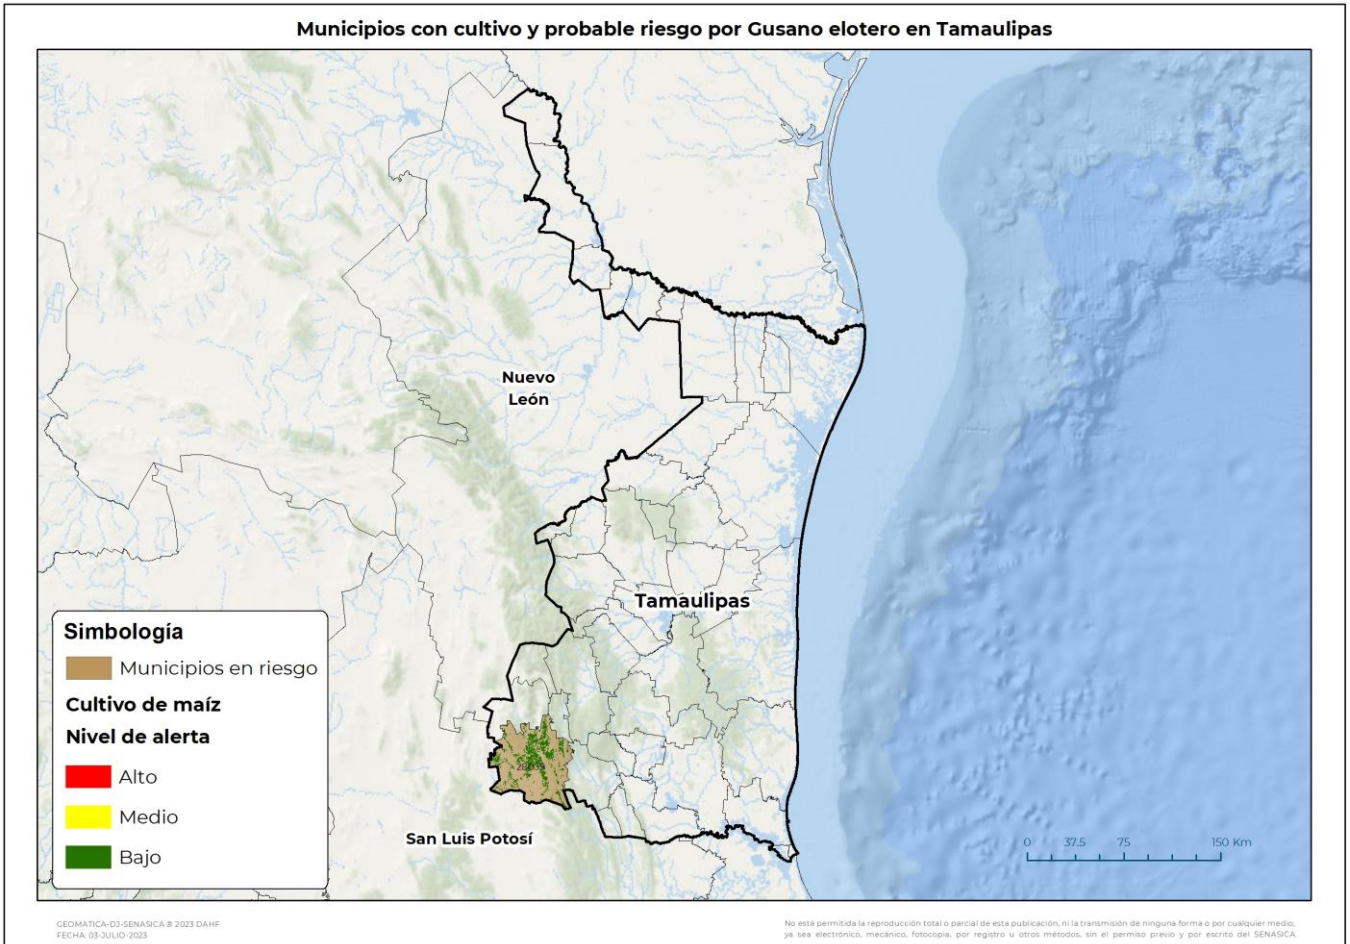 Municipios con cultivo y probable riesgo por Gusano elotero en Tamaulipas
Nuevo
León
Tamaulipas
San Luis Potosí
Simbología
Municipios en riesgo
Cultivo de maíz
Nivel de alerta
Alto
Medio
Bajo
0 37.5 75 150 Km
GEOMATICA-DJ-SENASICA ® 2023 DAHF
FECHA: 03-JULIO-2023
No está permitida la reproducción total o parcial de esta publicación, ni la transmisión de ninguna forma o por cualquier medio,
ya sea electrónico, mecánico, fotocopia, por registro u otros métodos, sin el permiso previo y por escrito del SENASICA.